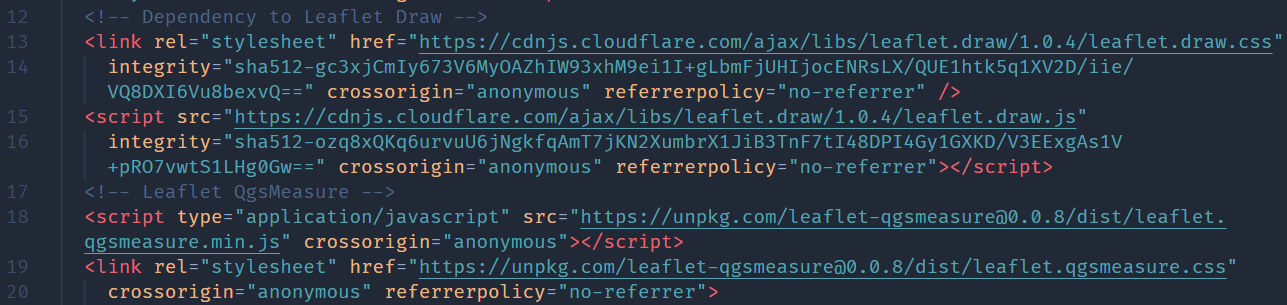 12 <!-- Dependency to Leaflet Draw -->
13 <link rel="stylesheet" href="https://cdnjs.cloudflare.com/ajax/libs/leaflet.draw/1.0.4/leaflet.draw.css"
14 integrity="sha512-gc3xjCmIy673V6MyOAZhIW93xhM9ei1I+gLbmFjUHIjocENRsLX/QUE1htk5q1XV2D/iie/
VQ8DXI6Vu8bexvQ==" crossorigin="anonymous" referrerpolicy="no-referrer" />
15 <script src="https://cdnjs.cloudflare.com/ajax/libs/leaflet.draw/1.0.4/leaflet.draw.js"
16 integrity="sha512-ozq8xQKq6urvuU6jNgkfqAmT7jKN2XumbrX1JiB3TnF7tI48DPI4Gy1GXKD/V3EExgAs1V
+pRO7vwtS1LHg0Gw==" crossorigin="anonymous" referrerpolicy="no-referrer"></script>
17 <!-- Leaflet QgsMeasure -->
18 <script type="application/javascript" src="https://unpkg.com/leaflet-qgsmeasure@0.0.8/dist/leaflet.
qgsmeasure.min.js" crossorigin="anonymous"></script>
19 <link rel="stylesheet" href="https://unpkg.com/leaflet-qgsmeasure@0.0.8/dist/leaflet.qgsmeasure.css"
20 crossorigin="anonymous" referrerpolicy="no-referrer">